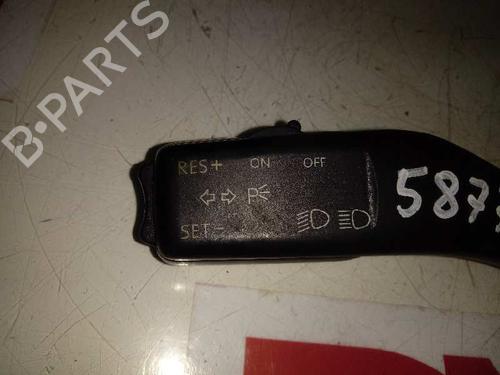 B·PARTS
RES+ ON OFF
P
SET-
587